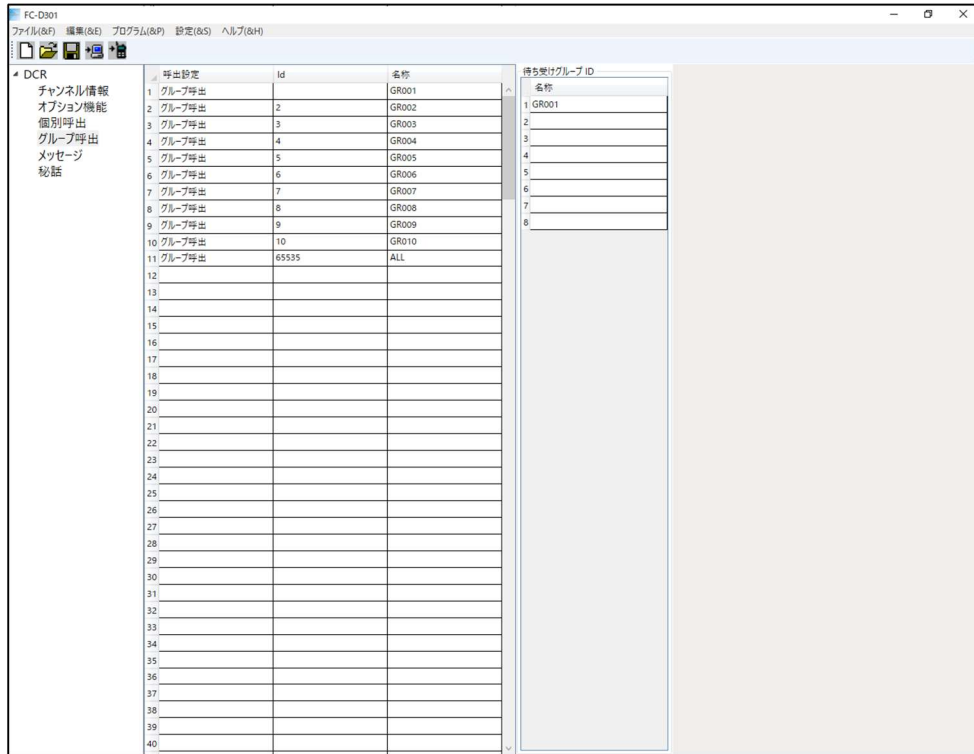 FC-D301
ファイル(&F) 編集(&E) プログラム(&P) 設定(&S) ヘルプ(&H)
DCR
チャンネル情報
オプション機能
個別呼出
グループ呼出
メッセージ
秘話
呼出設定 Id 名称
1 グループ呼出 GR001
2 グループ呼出 2 GR002
3 グループ呼出 3 GR003
4 グループ呼出 4 GR004
5 グループ呼出 5 GR005
6 グループ呼出 6 GR006
7 グループ呼出 7 GR007
8 グループ呼出 8 GR008
9 グループ呼出 9 GR009
10 グループ呼出 10 GR010
11 グループ呼出 65535 ALL
12
13
14
15
16
17
18
19
20
21
22
23
24
25
26
27
28
29
30
31
32
33
34
35
36
37
38
39
40
待ち受けグループ ID
名称
1 GR001
2
3
4
5
6
7
8